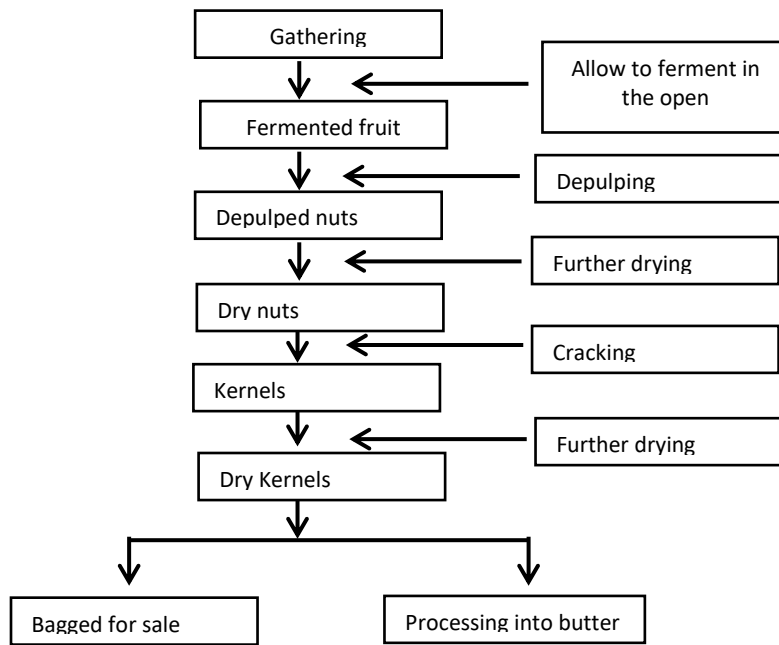 Gathering
Allow to ferment in
the open
Fermented fruit
Depulping
Depulped nuts
Further drying
Dry nuts
Cracking
Kernels
Further drying
Dry Kernels
Bagged for sale
Processing into butter